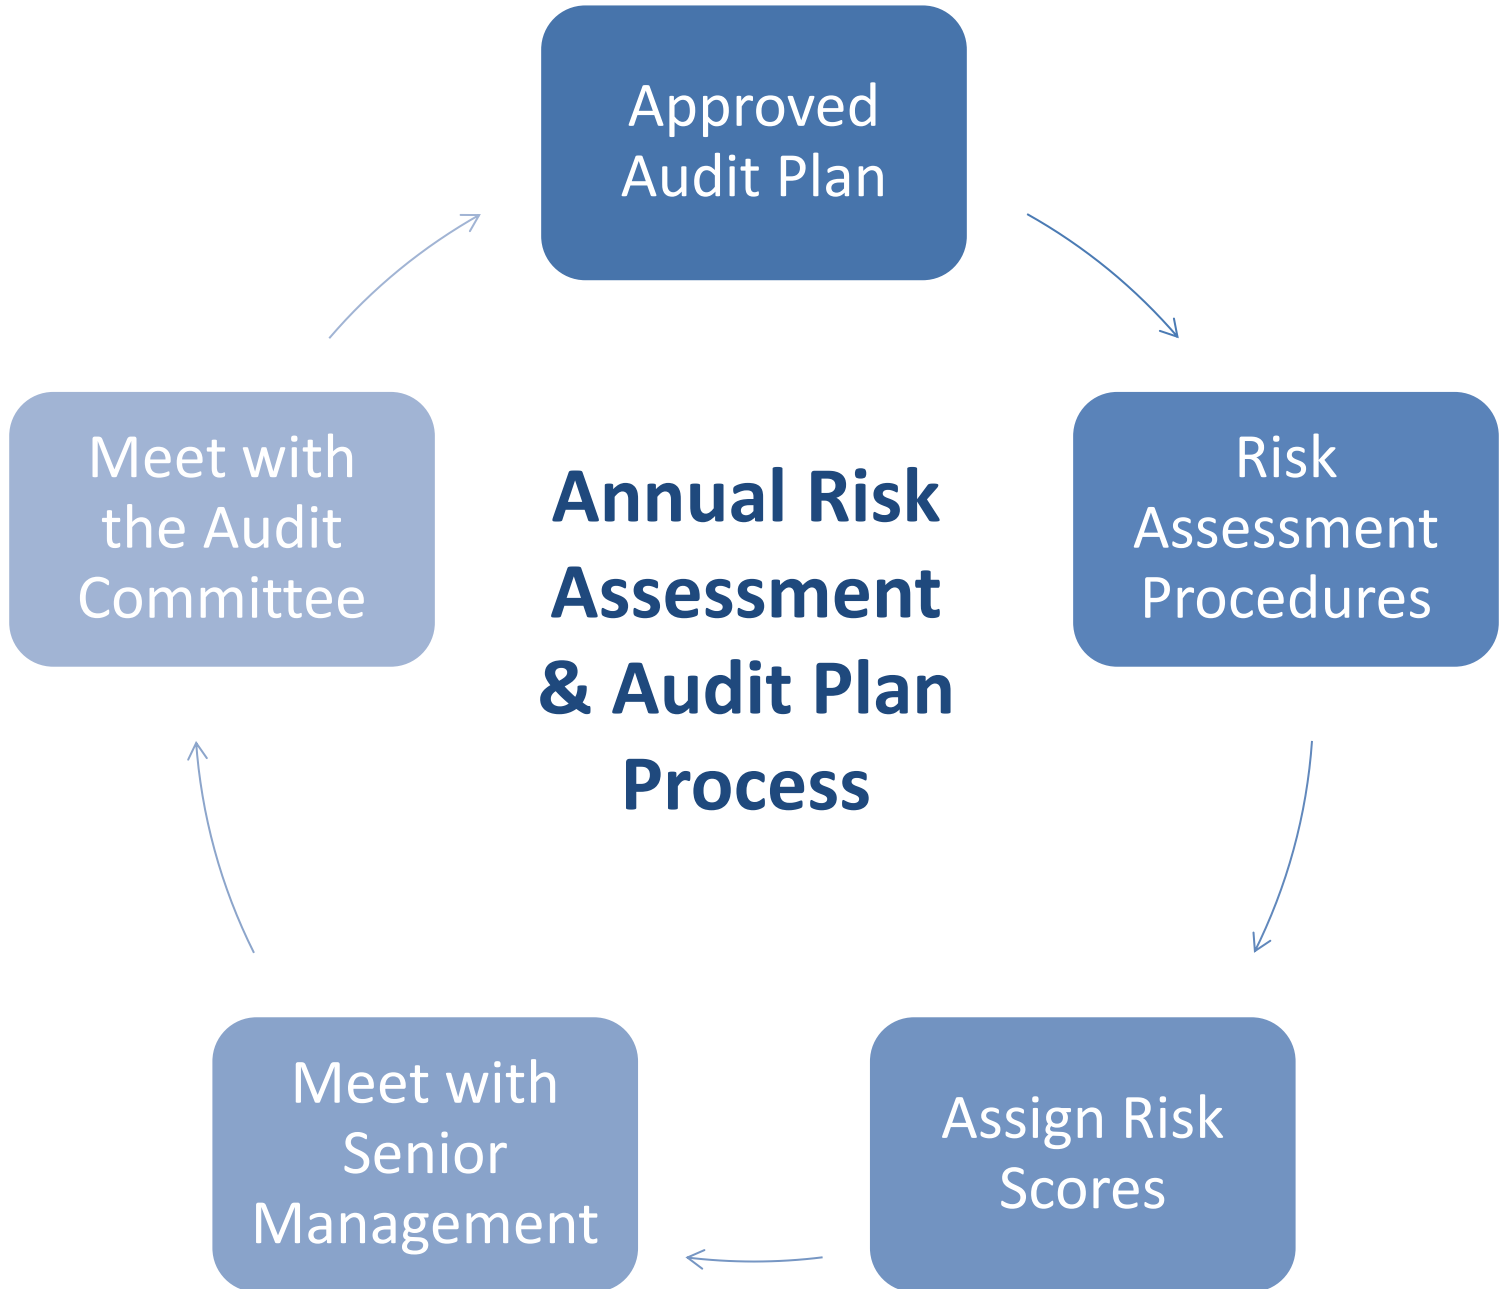 Approved
Audit Plan
Risk
Assessment
Procedures
Assign Risk
Scores
Meet with
Senior
Management
Meet with
the Audit
Committee
Annual Risk
Assessment
& Audit Plan
Process